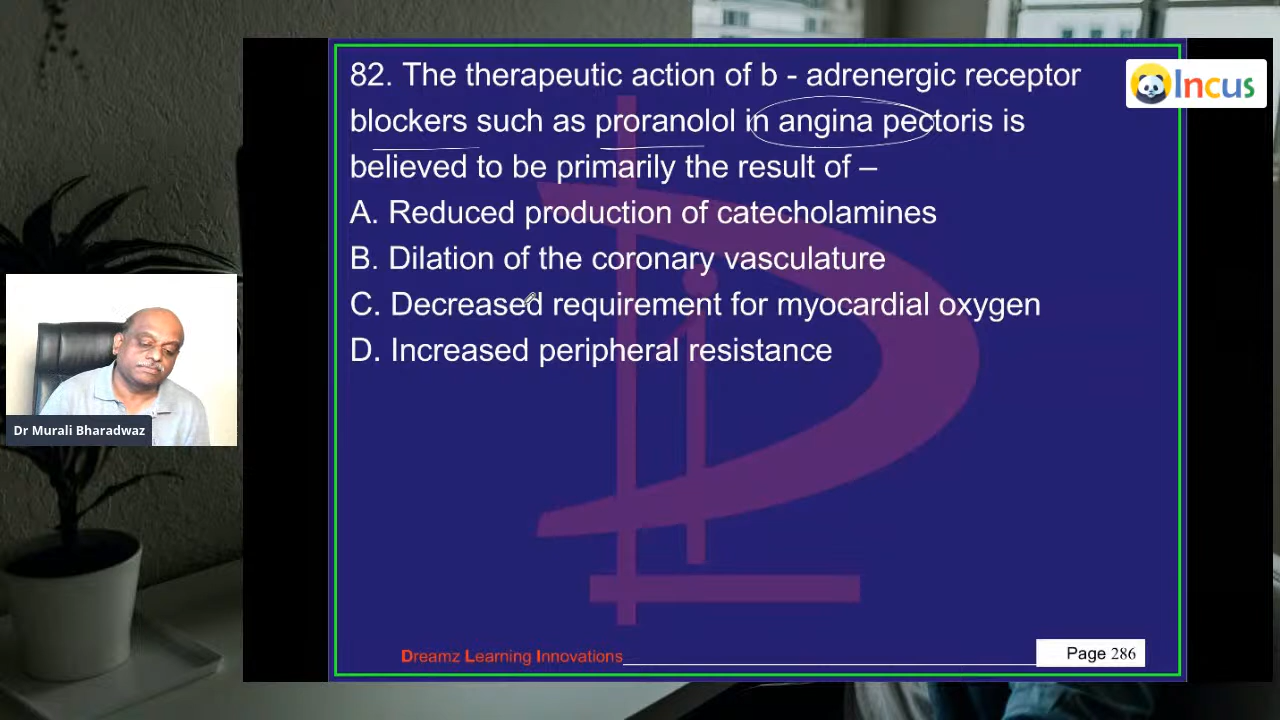 82. The therapeutic action of b - adrenergic receptor
blockers such as proranolol in angina pectoris is
believed to be primarily the result of –
A. Reduced production of catecholamines
B. Dilation of the coronary vasculature
C. Decreased requirement for myocardial oxygen
D. Increased peripheral resistance
Incus
Dr Murali Bharadwaz
Dreamz Learning Innovations
Page 286